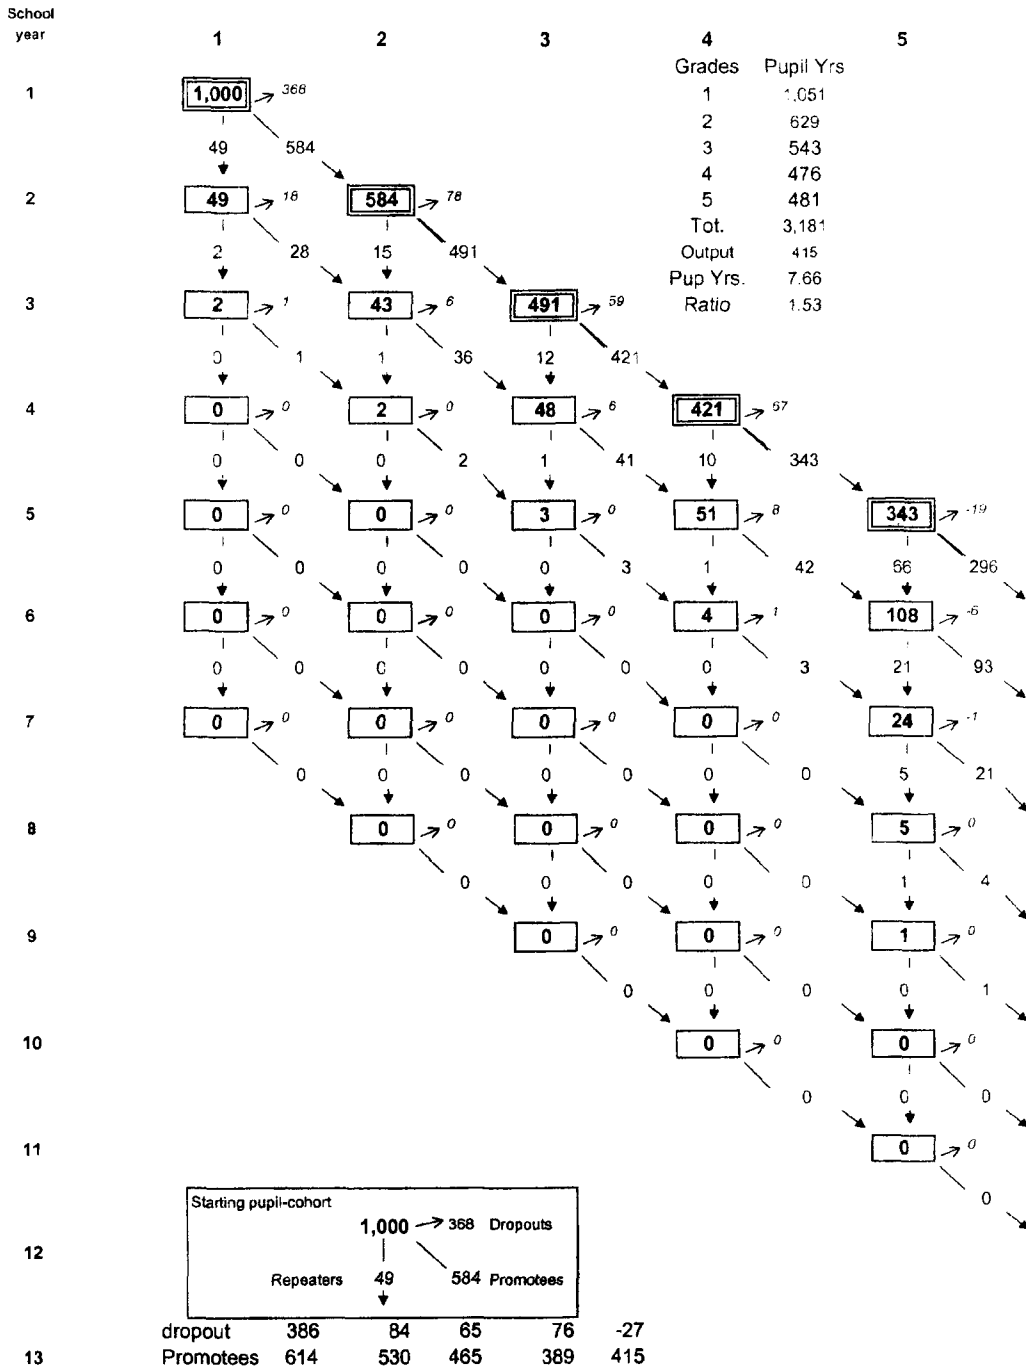 School
year 1 2 3 4 5
Grades Pupil Yrs
1 1,000 368 1 1,051
2 629
49 584 3 543
4 476
2 49 18 584 78 5 481
Tot. 3,181
2 28 15 491 Output 415
Pup Yrs. 7.66
3 2 1 43 6 491 59 Ratio 1.53
0 1 1 36 12 421
4 0 0 2 0 48 6 421 67
0 0 0 2 1 41 10 343
5 0 0 0 0 3 0 51 8 343 -19
0 0 0 0 0 3 1 42 66 296
6 0 0 0 0 0 0 4 1 108 -6
0 0 0 0 0 0 0 3 21 93
7 0 0 0 0 0 0 0 0 24 -1
0 0 0 0 0 0 0 5 21
8 0 0 0 0 0 0 5 0
0 0 0 0 0 1 4
9 0 0 0 0 1 0
0 0 0 0 1
10 0 0 0 0
0 0 0
11 0 0
Starting pupil-cohort 0
1,000 368 Dropouts
12
Repeaters 49 584 Promotees
dropout 386 84 65 76 -27
13 Promotees 614 530 465 389 415